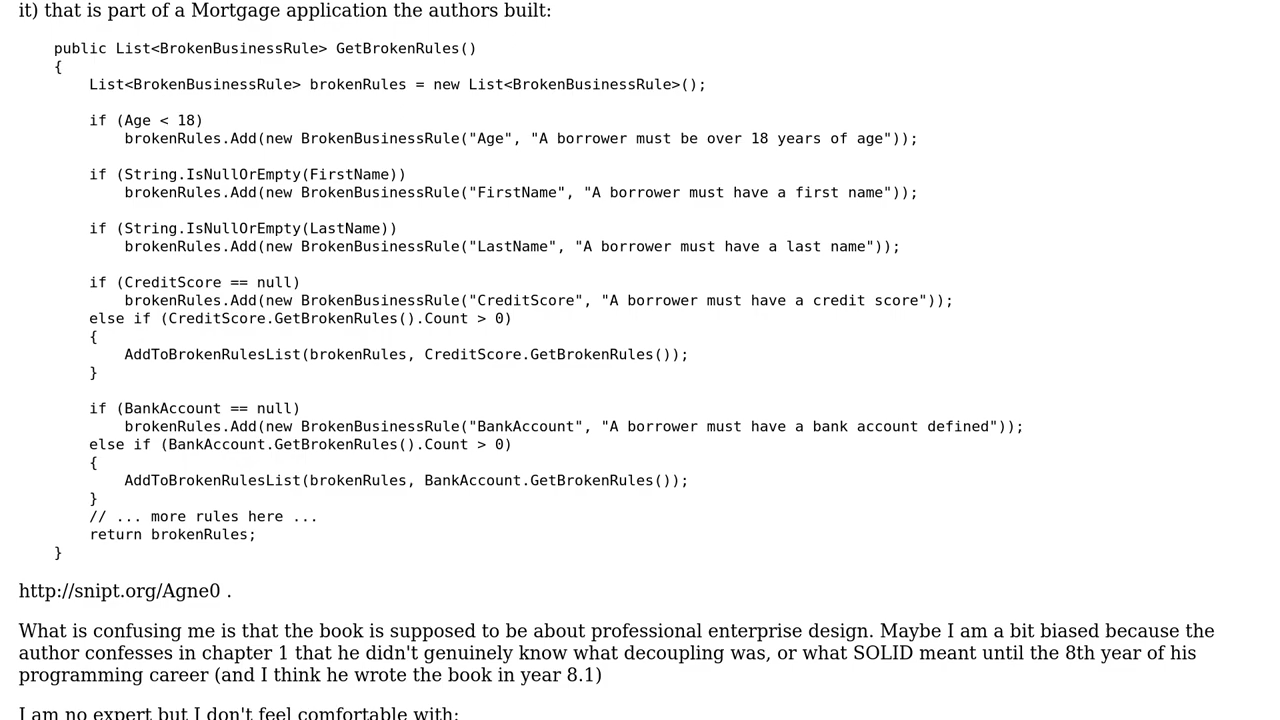 it) that is part of a Mortgage application the authors built:
public List<BrokenBusinessRule> GetBrokenRules()
{
    List<BrokenBusinessRule> brokenRules = new List<BrokenBusinessRule>();
    if (Age < 18)
        brokenRules.Add(new BrokenBusinessRule("Age", "A borrower must be over 18 years of age"));
    if (String.IsNullOrEmpty(FirstName))
        brokenRules.Add(new BrokenBusinessRule("FirstName", "A borrower must have a first name"));
    if (String.IsNullOrEmpty(LastName))
        brokenRules.Add(new BrokenBusinessRule("LastName", "A borrower must have a last name"));
    if (CreditScore == null)
        brokenRules.Add(new BrokenBusinessRule("CreditScore", "A borrower must have a credit score"));
    else if (CreditScore.GetBrokenRules().Count > 0)
    {
        AddToBrokenRulesList(brokenRules, CreditScore.GetBrokenRules());
    }
    if (BankAccount == null)
        brokenRules.Add(new BrokenBusinessRule("BankAccount", "A borrower must have a bank account defined"));
    else if (BankAccount.GetBrokenRules().Count > 0)
    {
        AddToBrokenRulesList(brokenRules, BankAccount.GetBrokenRules());
    }
    // ... more rules here ...
    return brokenRules;
}
http://snipt.org/Agne0 .
What is confusing me is that the book is supposed to be about professional enterprise design. Maybe I am a bit biased because the
author confesses in chapter 1 that he didn't genuinely know what decoupling was, or what SOLID meant until the 8th year of his
programming career (and I think he wrote the book in year 8.1)
I am no expert but I don't feel comfortable with: